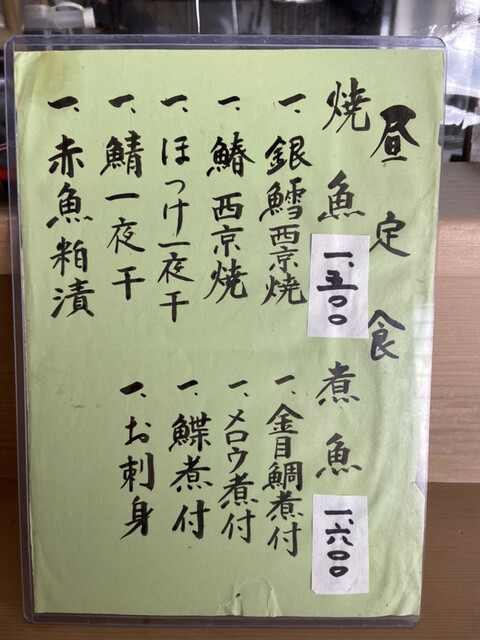 昼定食
焼魚 一、五〇〇
一、銀鱈西京焼
一、鰆西京焼
一、ほっけ一夜干
一、鯖一夜干
一、赤魚粕漬
煮魚 一、六〇〇
一、金目鯛煮付
一、メロウ煮付
一、鰈煮付
一、お刺身